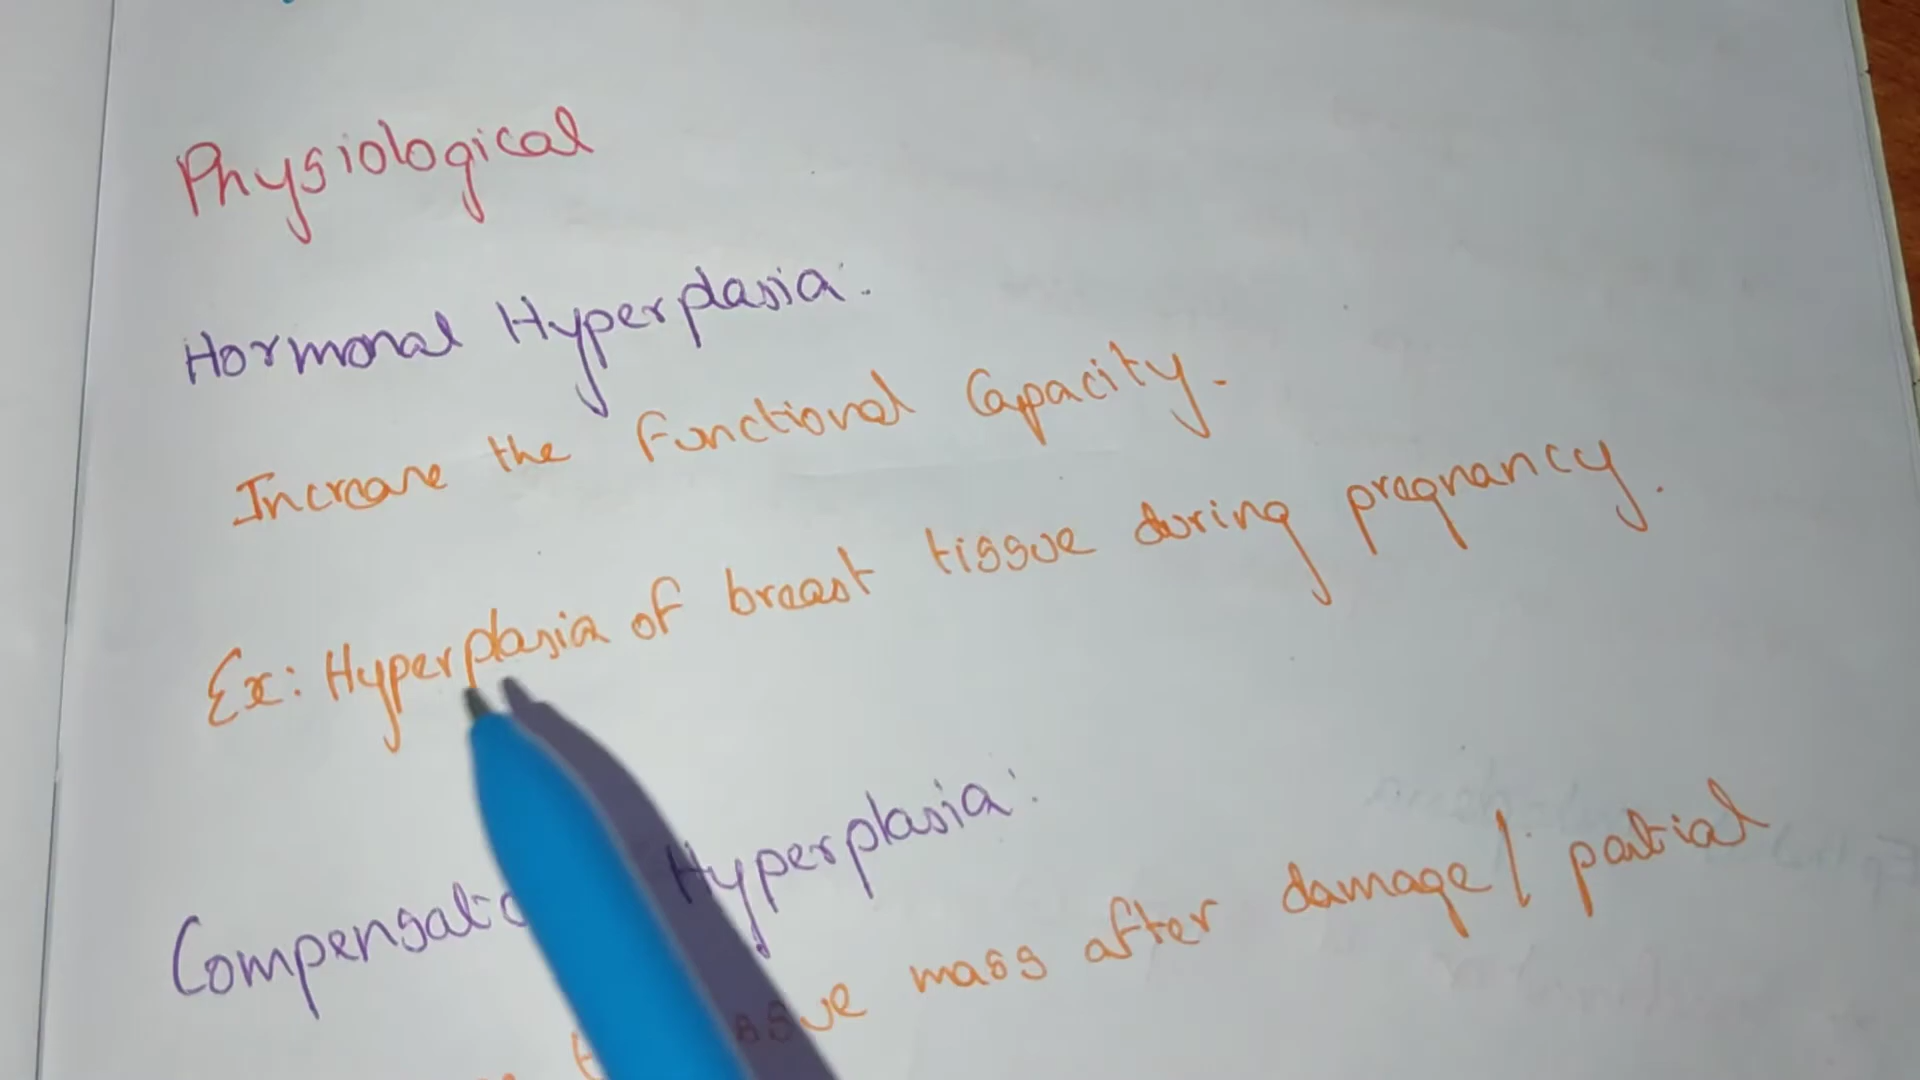 Physiological
Hormonal Hyperplasia:
Increase the functional Capacity.
Ex: Hyperplasia of breast tissue during pregnancy.
Hyperplasia:
mass after damage / partial